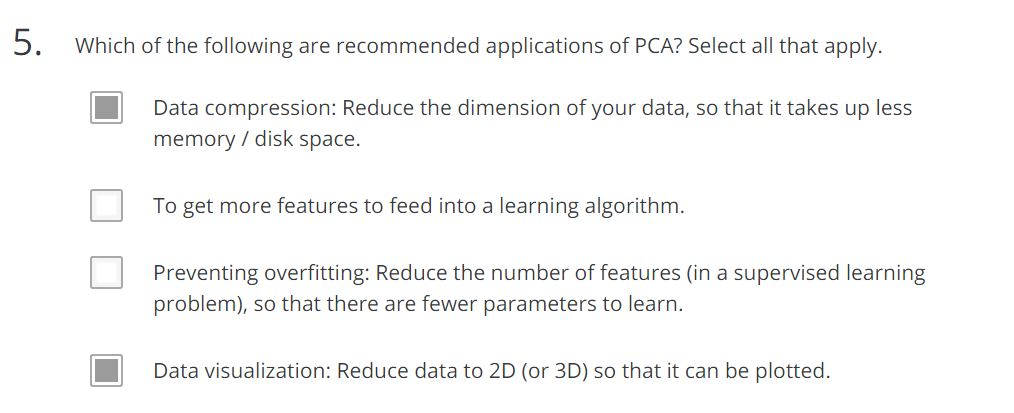 5. Which of the following are recommended applications of PCA? Select all that apply.
Data compression: Reduce the dimension of your data, so that it takes up less
memory / disk space.
To get more features to feed into a learning algorithm.
Preventing overfitting: Reduce the number of features (in a supervised learning
problem), so that there are fewer parameters to learn.
Data visualization: Reduce data to 2D (or 3D) so that it can be plotted.